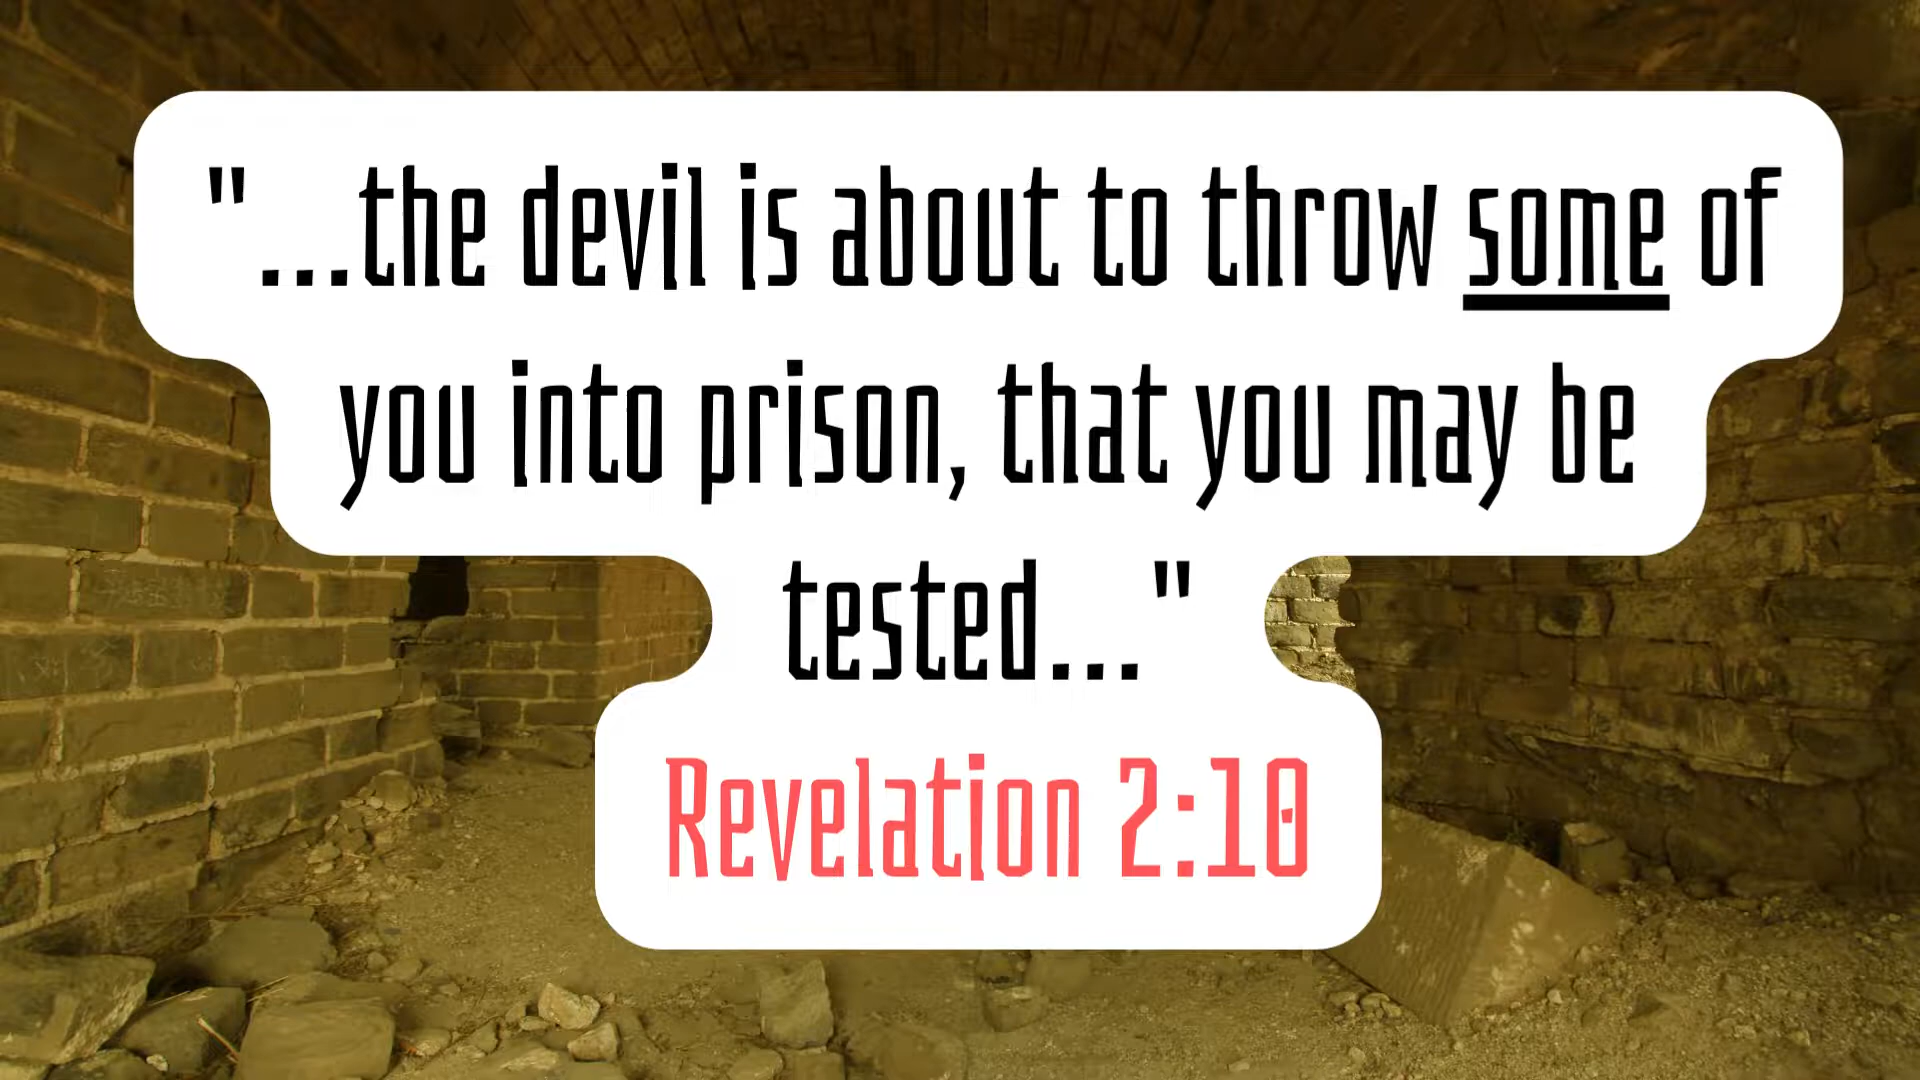 "...the devil is about to throw some of
you into prison, that you may be
tested..."
Revelation 2:10